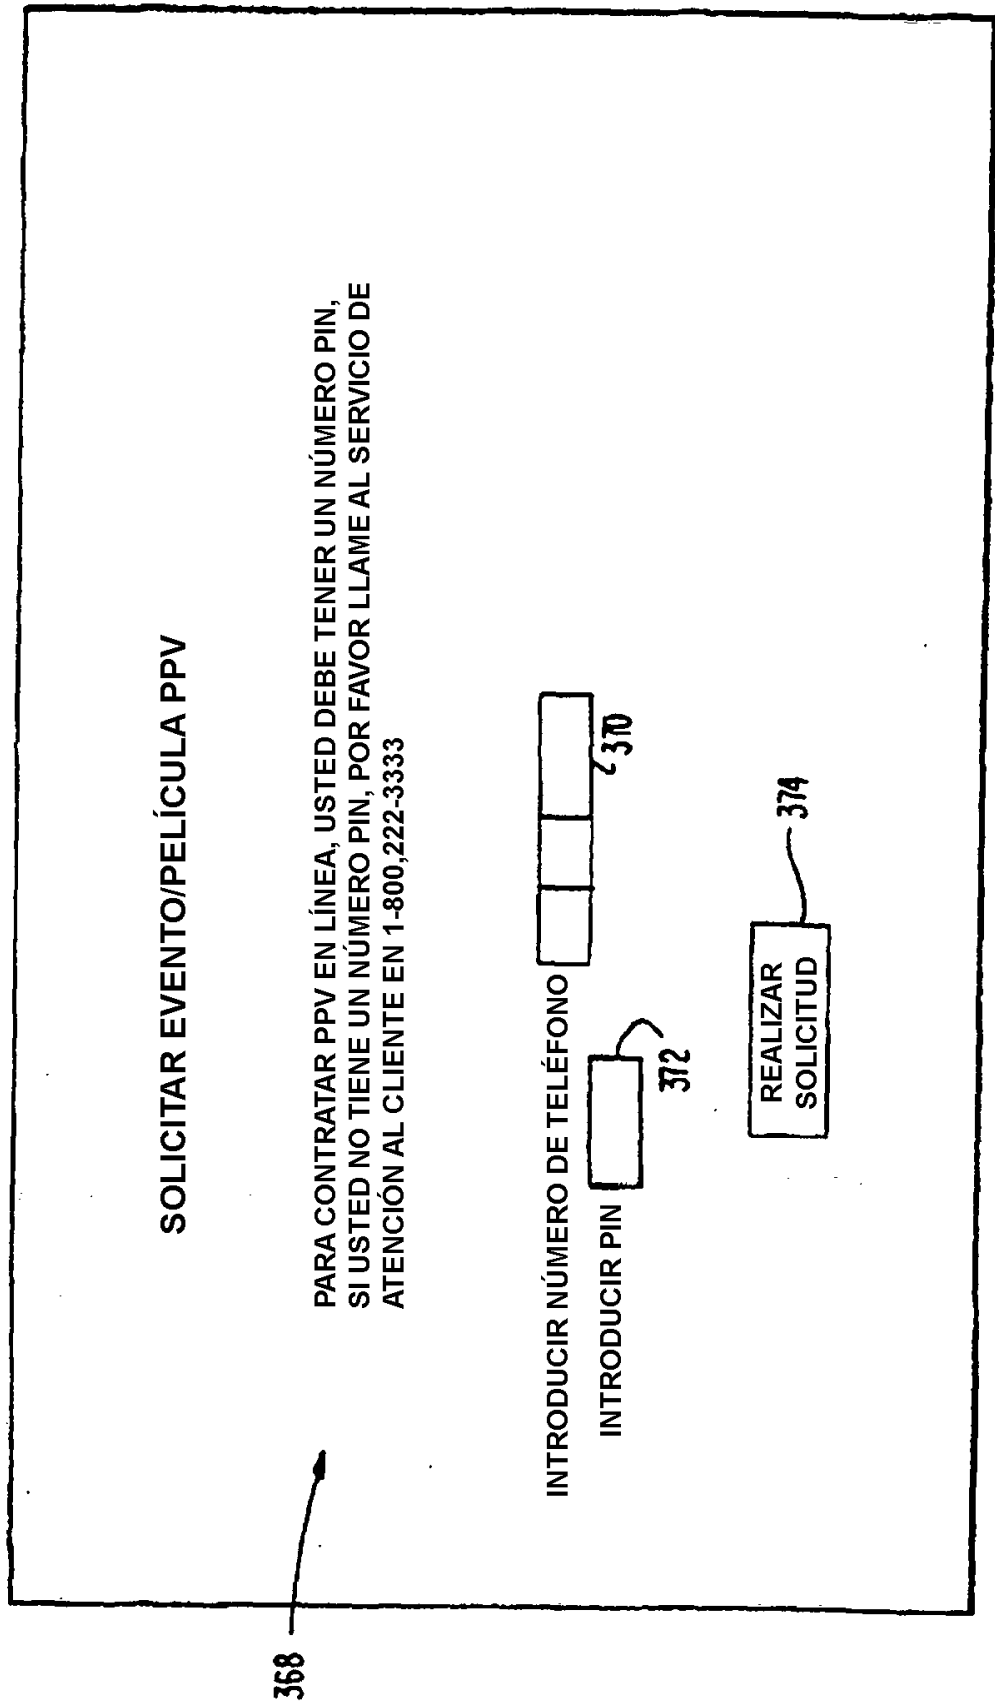 368
SOLICITAR EVENTO/PELÍCULA PPV
PARA CONTRATAR PPV EN LÍNEA, USTED DEBE TENER UN NÚMERO PIN,
SI USTED NO TIENE UN NÚMERO PIN, POR FAVOR LLAME AL SERVICIO DE
ATENCIÓN AL CLIENTE EN 1-800,222-3333
INTRODUCIR NÚMERO DE TELÉFONO
370
INTRODUCIR PIN
372
REALIZAR
SOLICITUD
374